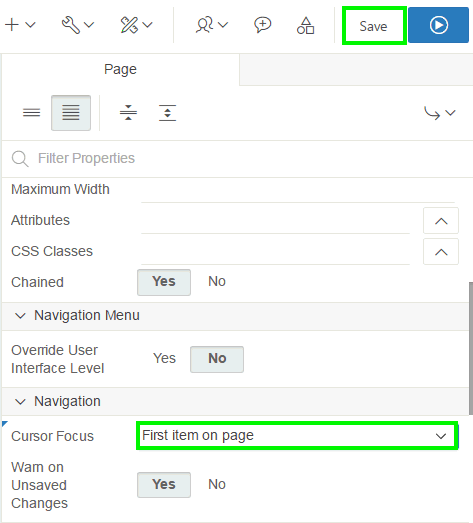 Save
Page
Filter Properties
Maximum Width
Attributes
CSS Classes
Chained Yes No
Navigation Menu
Override User
Interface Level Yes No
Navigation
Cursor Focus First item on page
Warn on
Unsaved
Changes Yes No